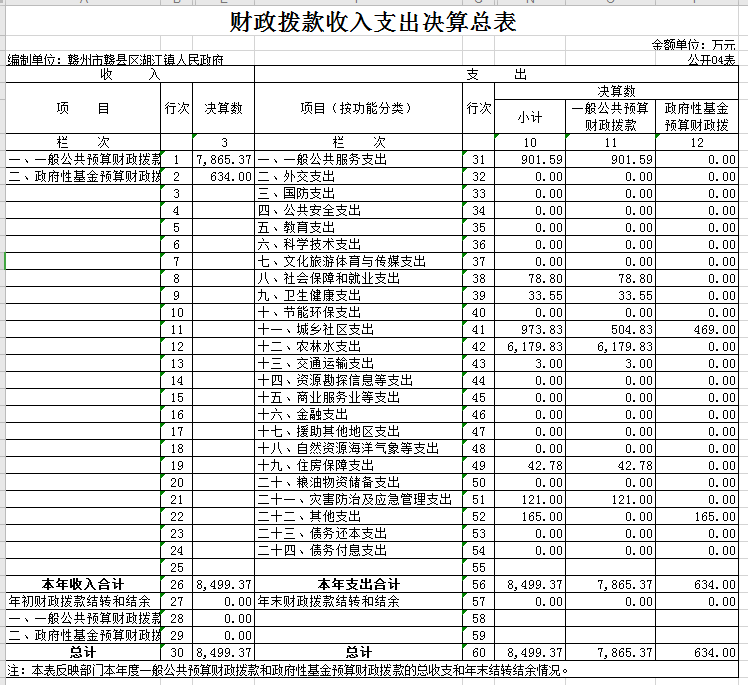 财政拨款收入支出决算总表
金额单位：万元
编制单位：赣州市赣县区湖江镇人民政府 公开04表
收 入 支 出
项 目 行次 决算数 项目（按功能分类） 行次 决算数
小计 一般公共预算财政拨款 政府性基金预算财政拨
栏 次 3 栏 次 10 11 12
一、一般公共预算财政拨款 1 7,865.37 一、一般公共服务支出 31 901.59 901.59 0.00
二、政府性基金预算财政拨 2 634.00 二、外交支出 32 0.00 0.00 0.00
3 三、国防支出 33 0.00 0.00 0.00
4 四、公共安全支出 34 0.00 0.00 0.00
5 五、教育支出 35 0.00 0.00 0.00
6 六、科学技术支出 36 0.00 0.00 0.00
7 七、文化旅游体育与传媒支出 37 0.00 0.00 0.00
8 八、社会保障和就业支出 38 78.80 78.80 0.00
9 九、卫生健康支出 39 33.55 33.55 0.00
10 十、节能环保支出 40 0.00 0.00 0.00
11 十一、城乡社区支出 41 973.83 504.83 469.00
12 十二、农林水支出 42 6,179.83 6,179.83 0.00
13 十三、交通运输支出 43 3.00 3.00 0.00
14 十四、资源勘探信息等支出 44 0.00 0.00 0.00
15 十五、商业服务业等支出 45 0.00 0.00 0.00
16 十六、金融支出 46 0.00 0.00 0.00
17 十七、援助其他地区支出 47 0.00 0.00 0.00
18 十八、自然资源海洋气象等支出 48 0.00 0.00 0.00
19 十九、住房保障支出 49 42.78 42.78 0.00
20 二十、粮油物资储备支出 50 0.00 0.00 0.00
21 二十一、灾害防治及应急管理支出 51 121.00 121.00 0.00
22 二十二、其他支出 52 165.00 0.00 165.00
23 二十三、债务还本支出 53 0.00 0.00 0.00
24 二十四、债务付息支出 54 0.00 0.00 0.00
25 55
本年收入合计 26 8,499.37 本年支出合计 56 8,499.37 7,865.37 634.00
年初财政拨款结转和结余 27 0.00 年末财政拨款结转和结余 57 0.00 0.00 0.00
一、一般公共预算财政拨款 28 0.00 58
二、政府性基金预算财政拨 29 0.00 59
总计 30 8,499.37 总计 60 8,499.37 7,865.37 634.00
注：本表反映部门本年度一般公共预算财政拨款和政府性基金预算财政拨款的总收支和年末结转结余情况。